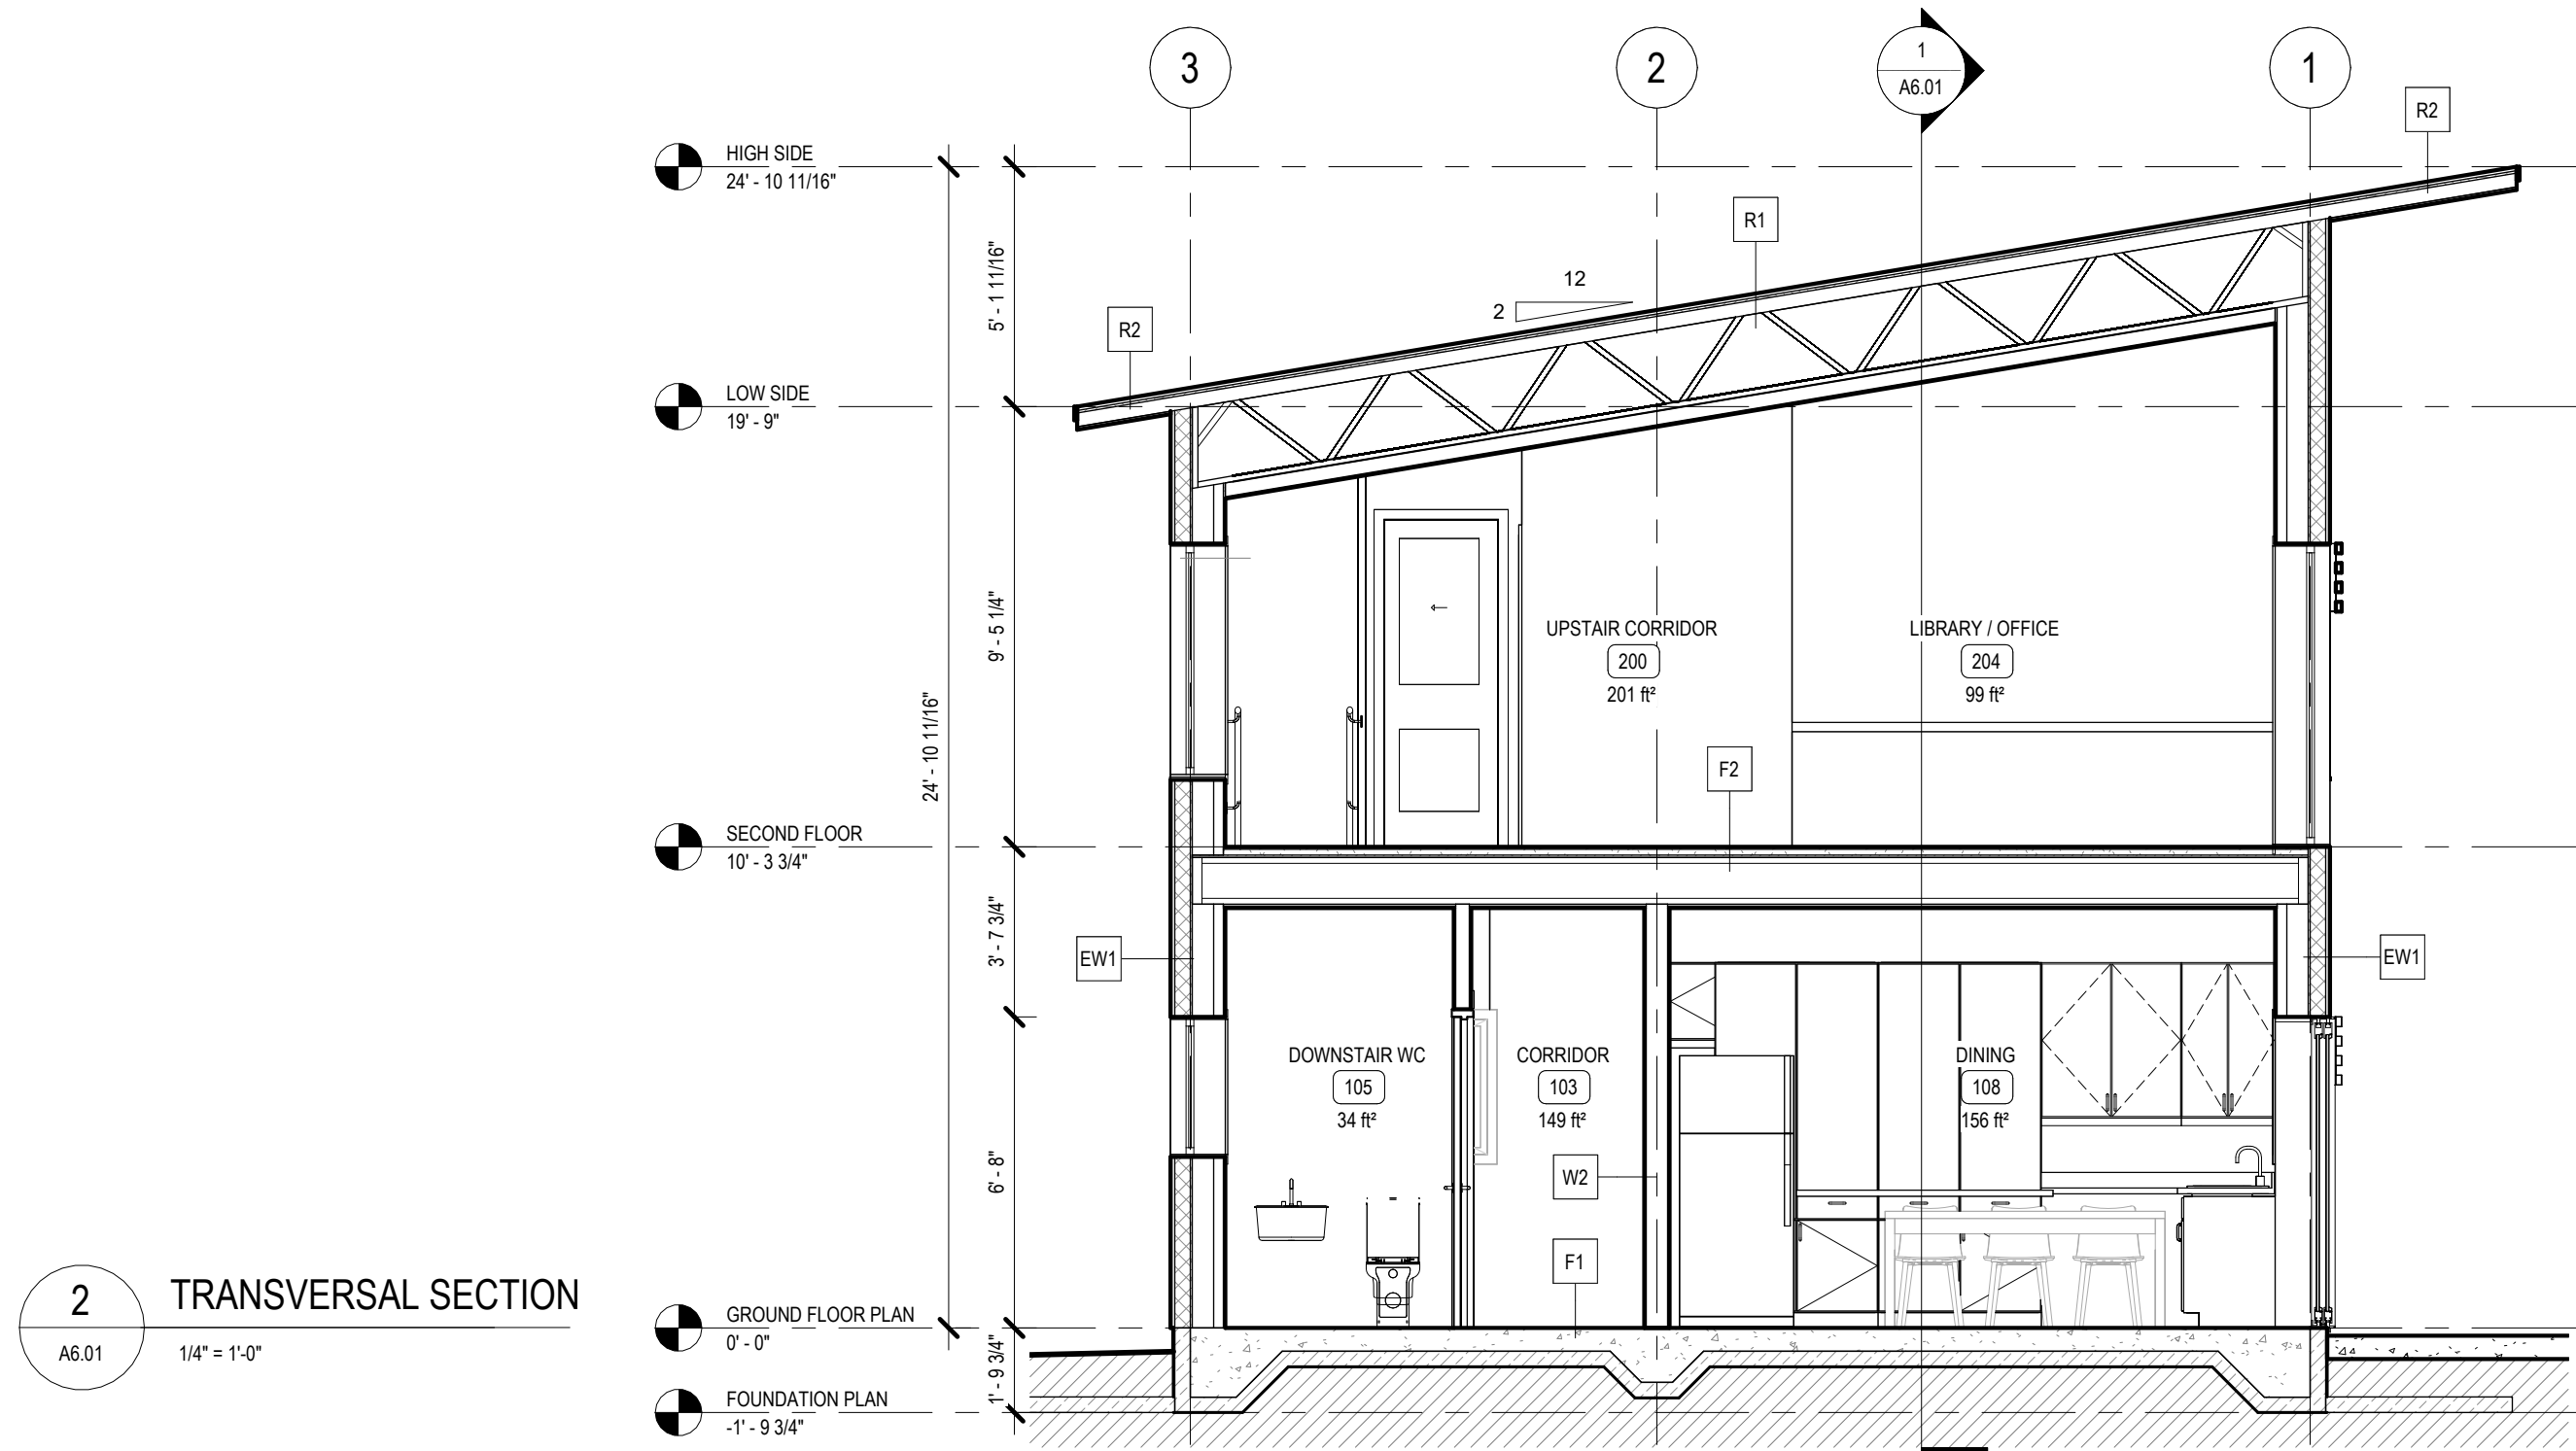 3
2
1
A6.01
1
R2
HIGH SIDE
24' - 10 11/16"
R1
5' - 1 11/16"
12
2
R2
LOW SIDE
19' - 9"
9' - 5 1/4"
UPSTAIR CORRIDOR
200
201 ft²
LIBRARY / OFFICE
204
99 ft²
24' - 10 11/16"
F2
SECOND FLOOR
10' - 3 3/4"
3' - 7 3/4"
EW1
EW1
DOWNSTAIR WC
105
34 ft²
CORRIDOR
103
149 ft²
DINING
108
156 ft²
6' - 8"
W2
F1
2
A6.01
TRANSVERSAL SECTION
1/4" = 1'-0"
GROUND FLOOR PLAN
0' - 0"
1' - 9 3/4"
FOUNDATION PLAN
-1' - 9 3/4"